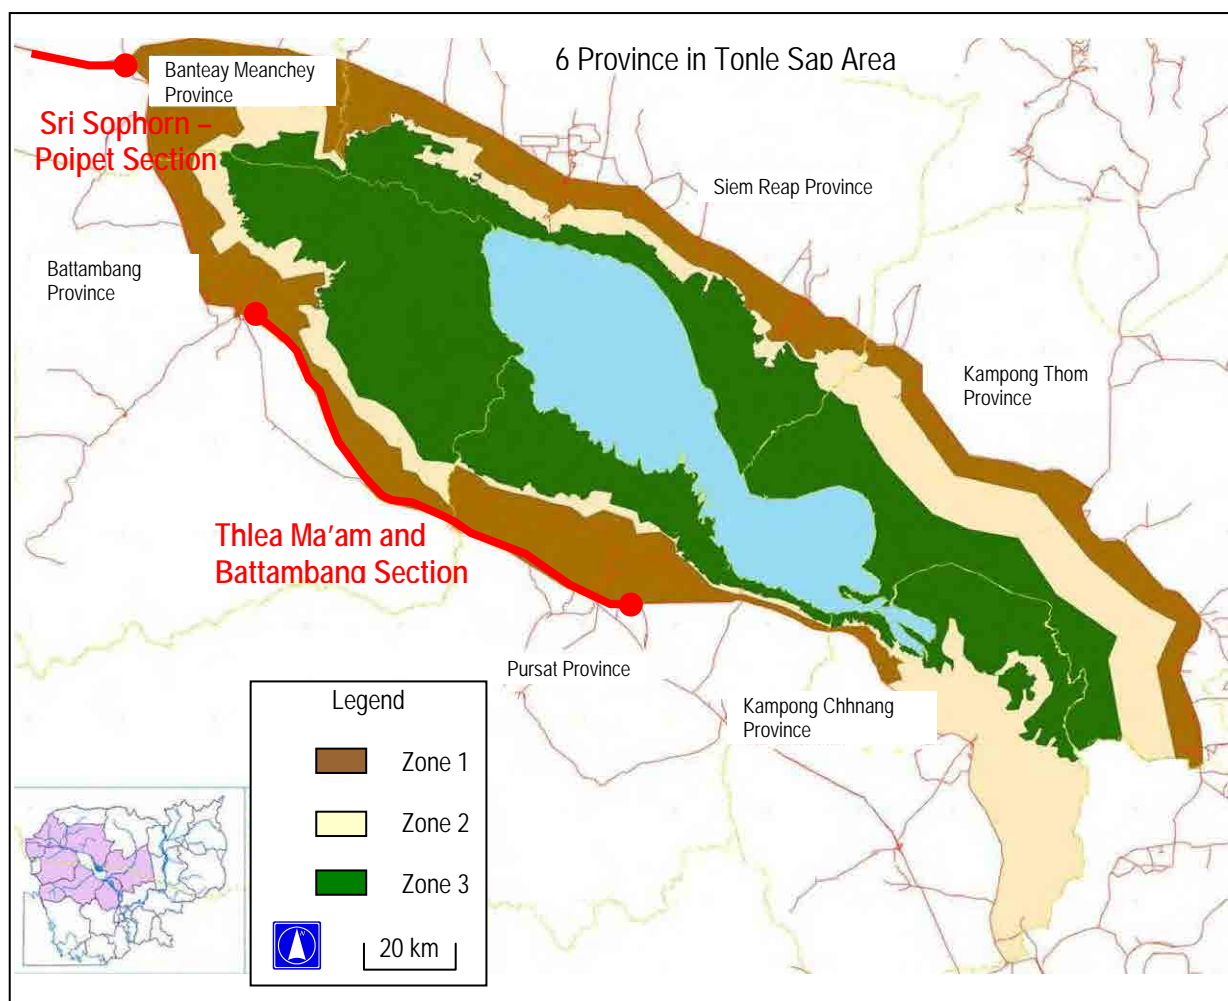 6 Province in Tonle Sap Area
Banteay Meanchey
Province
Sri Sophorn –
Poipet Section
Siem Reap Province
Battambang
Province
Kampong Thom
Province
Thlea Ma'am and
Battambang Section
Pursat Province
Kampong Chhnang
Province
Legend
Zone 1
Zone 2
Zone 3
N
20 km